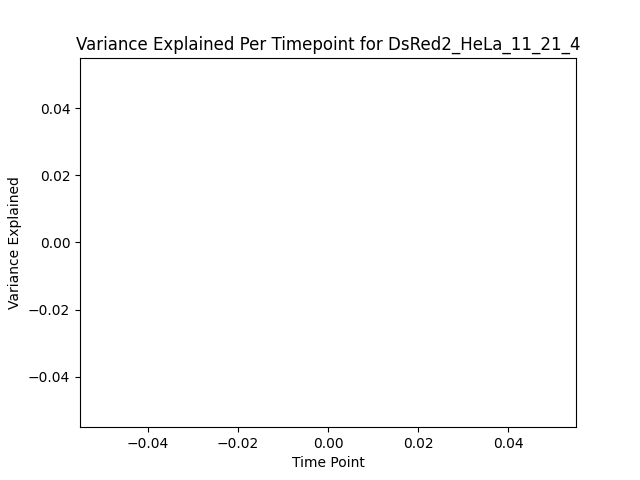 Variance Explained Per Timepoint for DsRed2_HeLa_11_21_4
Variance Explained
0.04
0.02
0.00
−0.02
−0.04
−0.04 −0.02 0.00 0.02 0.04
Time Point